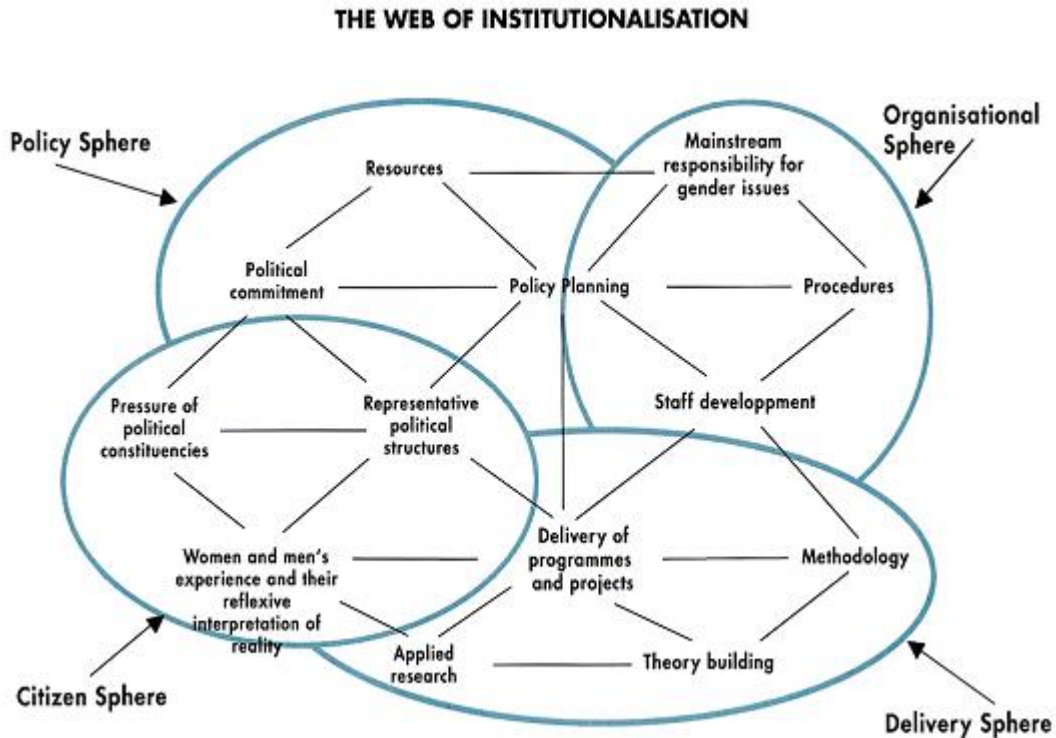 THE WEB OF INSTITUTIONALISATION
Policy Sphere
Organisational
Sphere
Resources
Mainstream
responsibility for
gender issues
Political
commitment
Policy Planning
Procedures
Pressure of
political
constituencies
Representative
political
structures
Staff developpment
Women and men's
experience and their
reflexive
interpretation of
reality
Delivery of
programmes
and projects
Methodology
Applied
research
Theory building
Citizen Sphere
Delivery Sphere